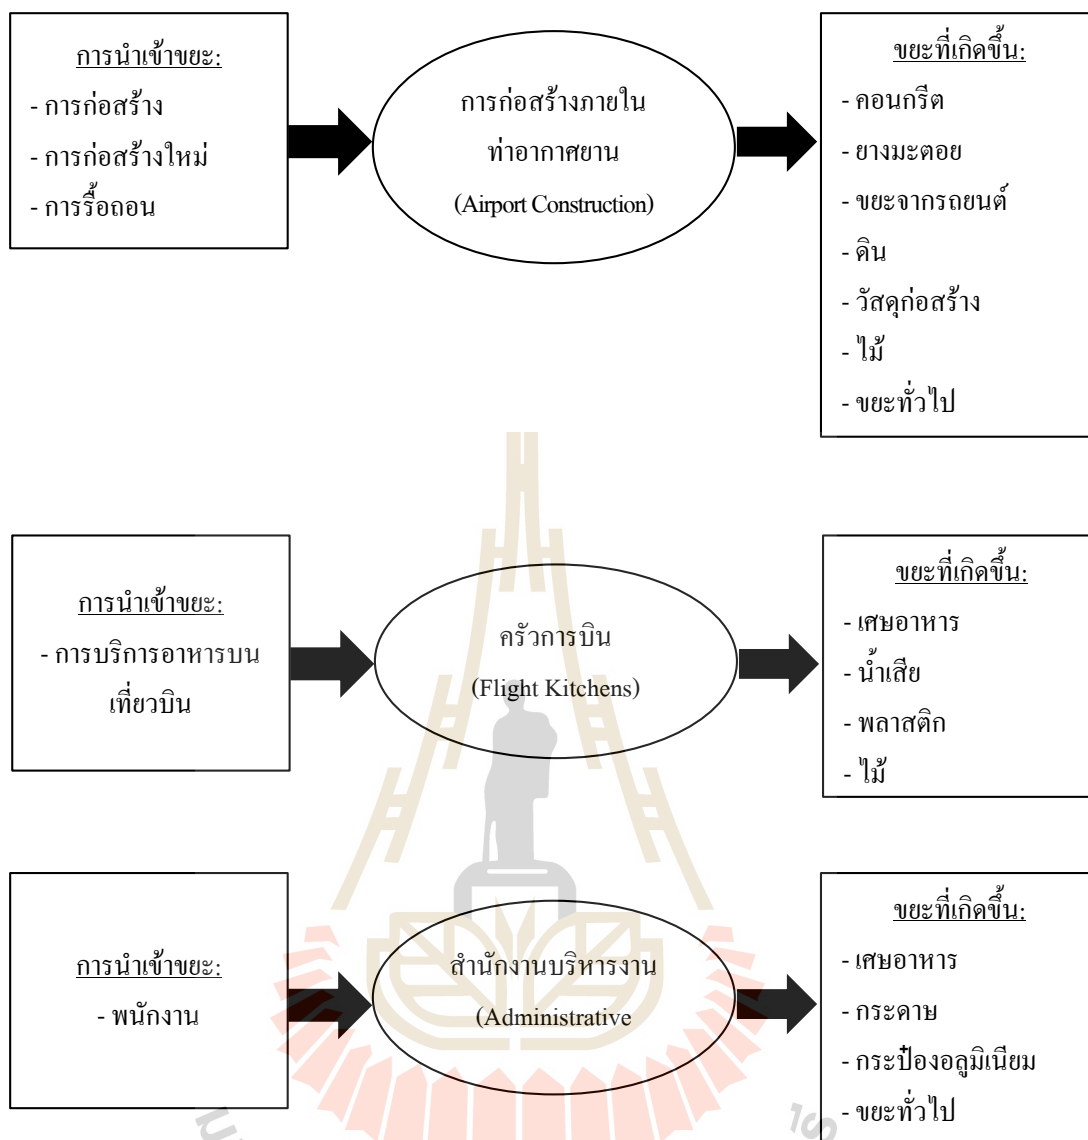 การนำเข้าขยะ:
- การก่อสร้าง
- การก่อสร้างใหม่
- การรื้อถอน
การก่อสร้างภายใน
ท่าอากาศยาน
(Airport Construction)
ขยะที่เกิดขึ้น:
- คอนกรีต
- ยางมะตอย
- ขยะจากรถยนต์
- ดิน
- วัสดุก่อสร้าง
- ไม้
- ขยะทั่วไป
การนำเข้าขยะ:
- การบริการอาหารบน
เที่ยวบิน
ครัวการบิน
(Flight Kitchens)
ขยะที่เกิดขึ้น:
- เศษอาหาร
- น้ำเสีย
- พลาสติก
- ไม้
การนำเข้าขยะ:
- พนักงาน
สำนักงานบริหารงาน
(Administrative
ขยะที่เกิดขึ้น:
- เศษอาหาร
- กระดาษ
- กระป๋องอลูมิเนียม
- ขยะทั่วไป